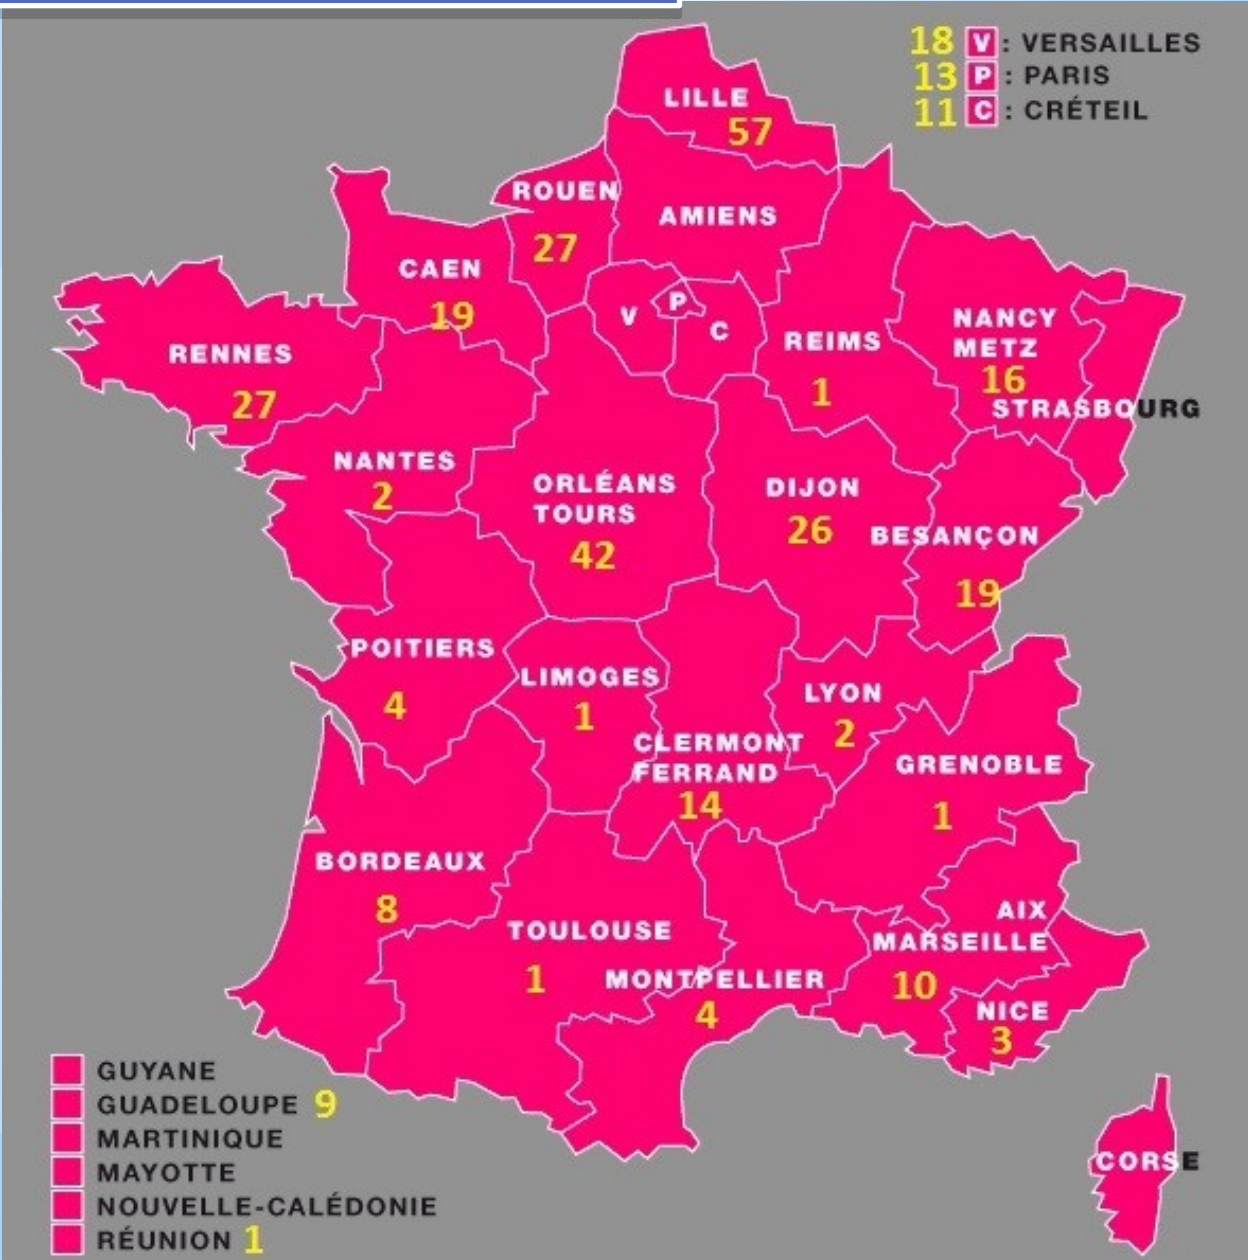 18 V : VERSAILLES
13 P : PARIS
11 C : CRÉTEIL
LILLE
57
ROUEN
27
AMIENS
CAEN
19
V
P
C
RENNES
27
REIMS
1
NANCY
METZ
16
STRASBOURG
NANTES
2
ORLÉANS
TOURS
42
DIJON
26
BESANÇON
19
POITIERS
4
LIMOGES
1
LYON
2
CLERMONT
FERRAND
14
GRENOBLE
1
BORDEAUX
8
TOULOUSE
1
MONTPELLIER
4
AIX
MARSEILLE
10
NICE
3
GUYANE
GUADELOUPE 9
MARTINIQUE
MAYOTTE
NOUVELLE-CALÉDONIE
RÉUNION 1
CORSE